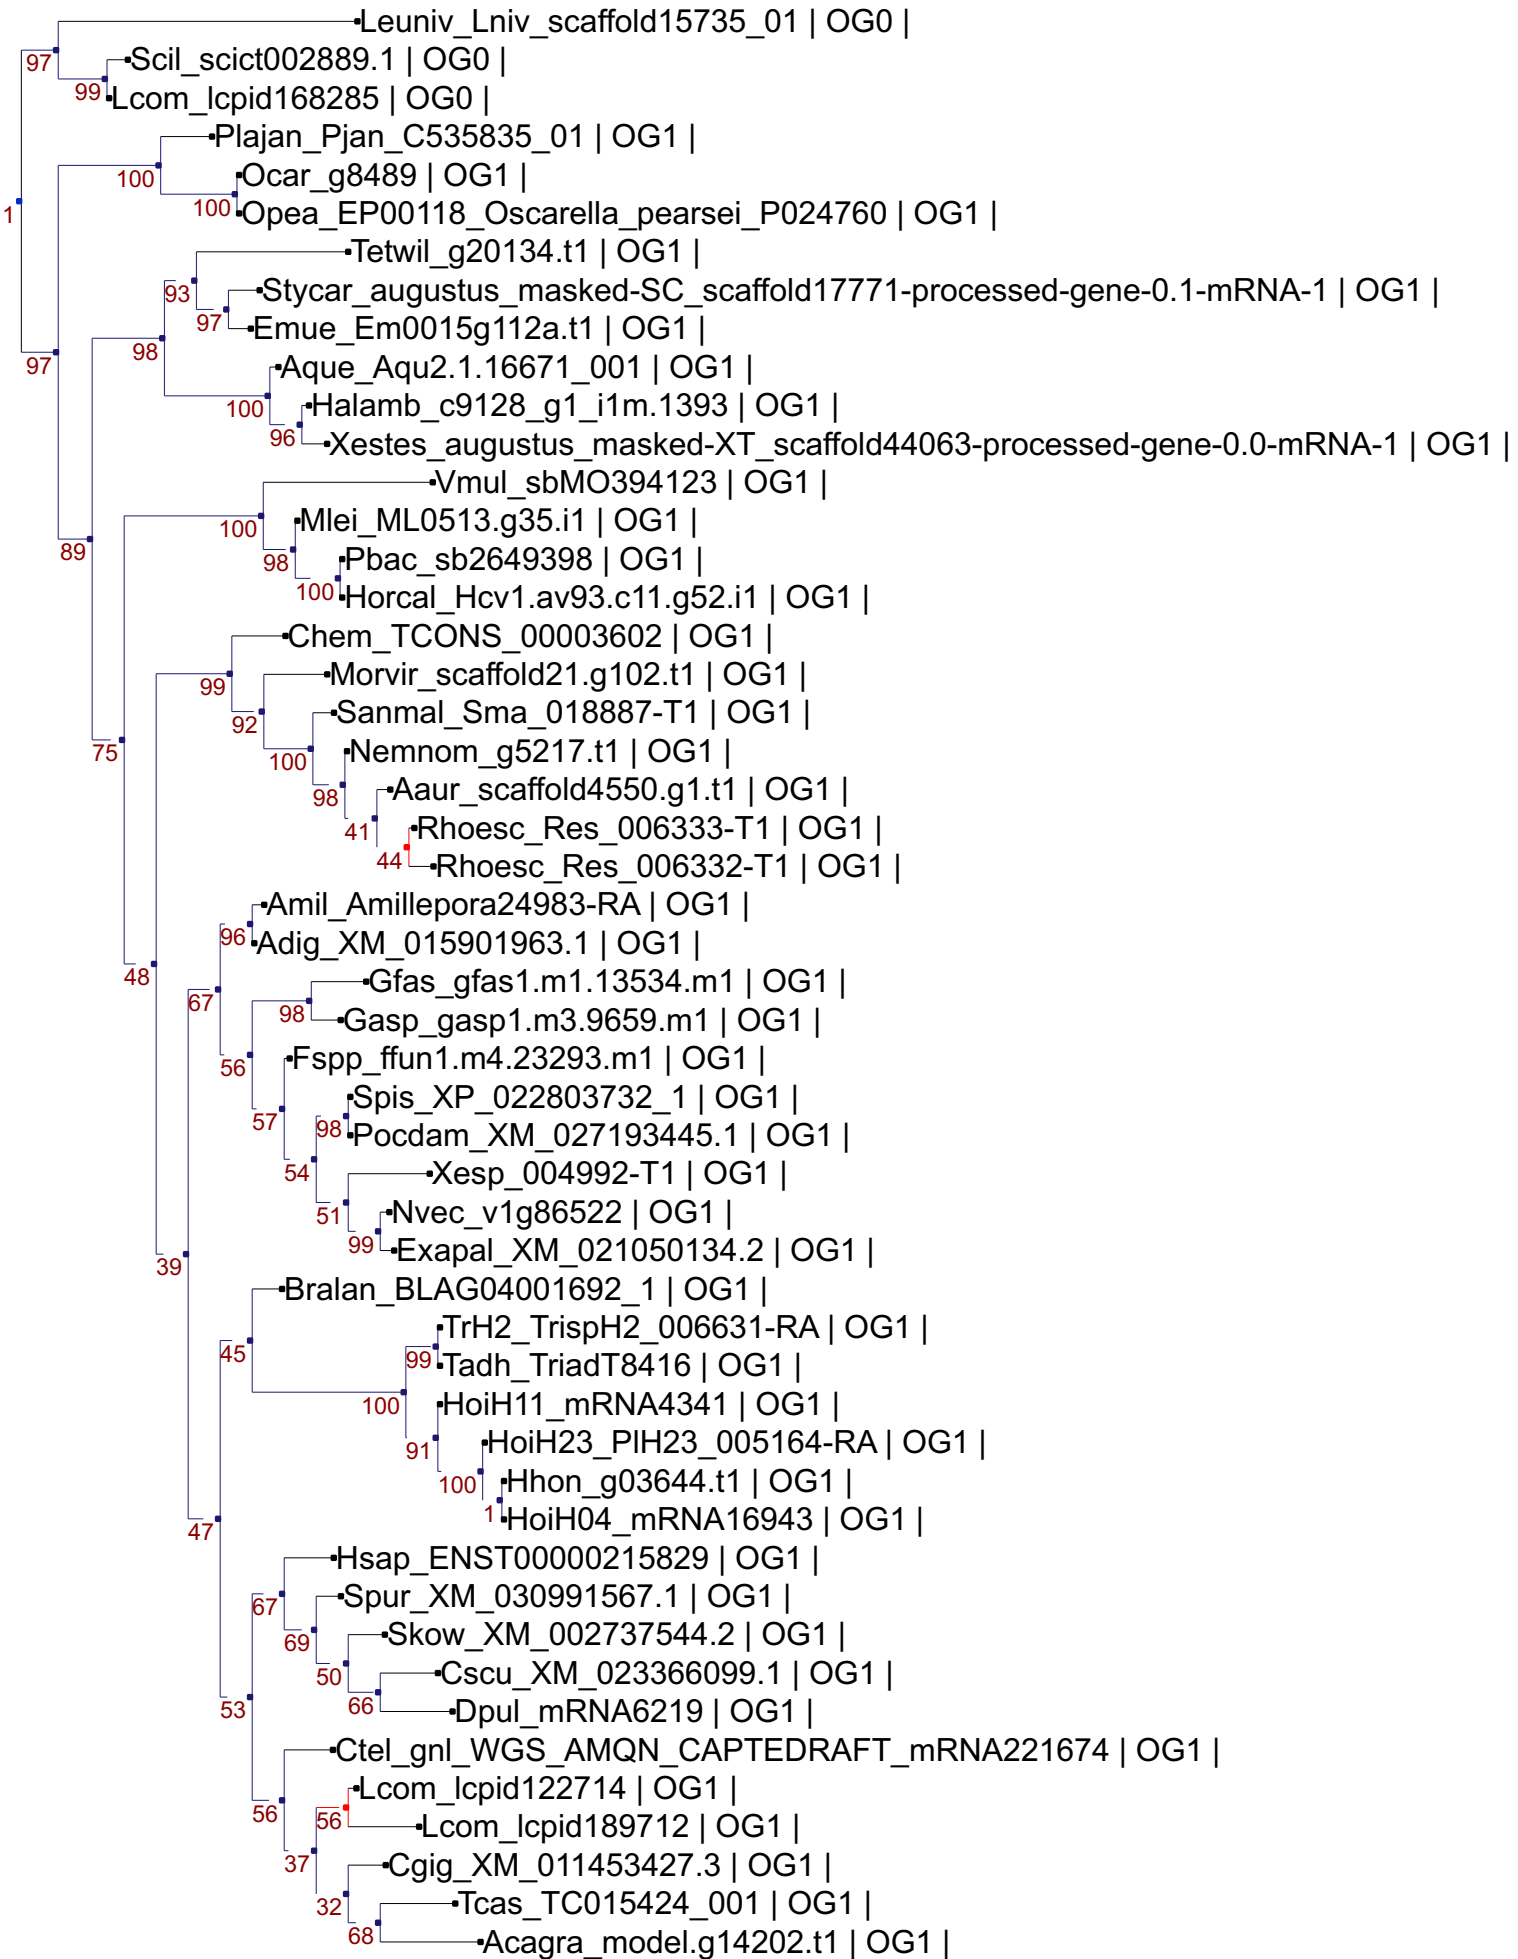 Leuniv_Lniv_scaffold15735_01 | OG0 |
97
Scil_scict002889.1 | OG0 |
99
Lcom_lcpid168285 | OG0 |
Plajan_Pjan_C535835_01 | OG1 |
100
Ocar_g8489 | OG1 |
1
100
Opea_EP00118_Oscarella_pearsei_P024760 | OG1 |
Tetwil_g20134.t1 | OG1 |
93
Stycar_augustus_masked-SC_scaffold17771-processed-gene-0.1-mRNA-1 | OG1 |
97
Emue_Em0015g112a.t1 | OG1 |
98
97
Aque_Aqu2.1.16671_001 | OG1 |
100
Halamb_c9128_g1_i1m.1393 | OG1 |
96
Xestes_augustus_masked-XT_scaffold44063-processed-gene-0.0-mRNA-1 | OG1 |
Vmul_sbMO394123 | OG1 |
100
Mlei_ML0513.g35.i1 | OG1 |
89
98
Pbac_sb2649398 | OG1 |
100
Horcal_Hcv1.av93.c11.g52.i1 | OG1 |
Chem_TCONS_00003602 | OG1 |
99
Morvir_scaffold21.g102.t1 | OG1 |
92
Sanmal_Sma_018887-T1 | OG1 |
75
100
Nemnom_g5217.t1 | OG1 |
98
Aaur_scaffold4550.g1.t1 | OG1 |
41
Rhoesc_Res_006333-T1 | OG1 |
44
Rhoesc_Res_006332-T1 | OG1 |
Amil_Amillepora24983-RA | OG1 |
96
Adig_XM_015901963.1 | OG1 |
48
Gfas_gfas1.m1.13534.m1 | OG1 |
67
98
Gasp_gasp1.m3.9659.m1 | OG1 |
56
Fspp_ffun1.m4.23293.m1 | OG1 |
57
Spis_XP_022803732_1 | OG1 |
98
Pocdam_XM_027193445.1 | OG1 |
54
Xesp_004992-T1 | OG1 |
51
Nvec_v1g86522 | OG1 |
99
Exapal_XM_021050134.2 | OG1 |
39
Bralan_BLAG04001692_1 | OG1 |
45
TrH2_TrispH2_006631-RA | OG1 |
99
Tadh_TriadT8416 | OG1 |
100
HoiH11_mRNA4341 | OG1 |
91
HoiH23_PlH23_005164-RA | OG1 |
100
Hhon_g03644.t1 | OG1 |
1
HoiH04_mRNA16943 | OG1 |
47
Hsap_ENST00000215829 | OG1 |
67
Spur_XM_030991567.1 | OG1 |
69
Skow_XM_002737544.2 | OG1 |
50
Cscu_XM_023366099.1 | OG1 |
66
53
Dpul_mRNA6219 | OG1 |
Ctel_gnl_WGS_AMQN_CAPTEDRAFT_mRNA221674 | OG1 |
56
Lcom_lcpid122714 | OG1 |
56
Lcom_lcpid189712 | OG1 |
37
Cgig_XM_011453427.3 | OG1 |
32
Tcas_TC015424_001 | OG1 |
68
Acagra_model.g14202.t1 | OG1 |